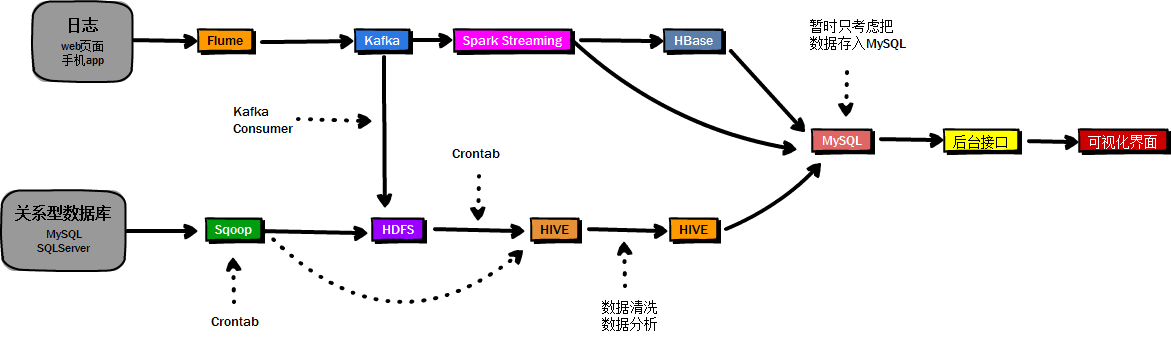 日志
web页面
手机app
Flume
Kafka
Spark Streaming
HBase
暂时只考虑把
数据存入MySQL
Kafka
Consumer
Crontab
MySQL
后台接口
可视化界面
关系型数据库
MySQL
SQLServer
Sqoop
HDFS
HIVE
HIVE
Crontab
数据清洗
数据分析